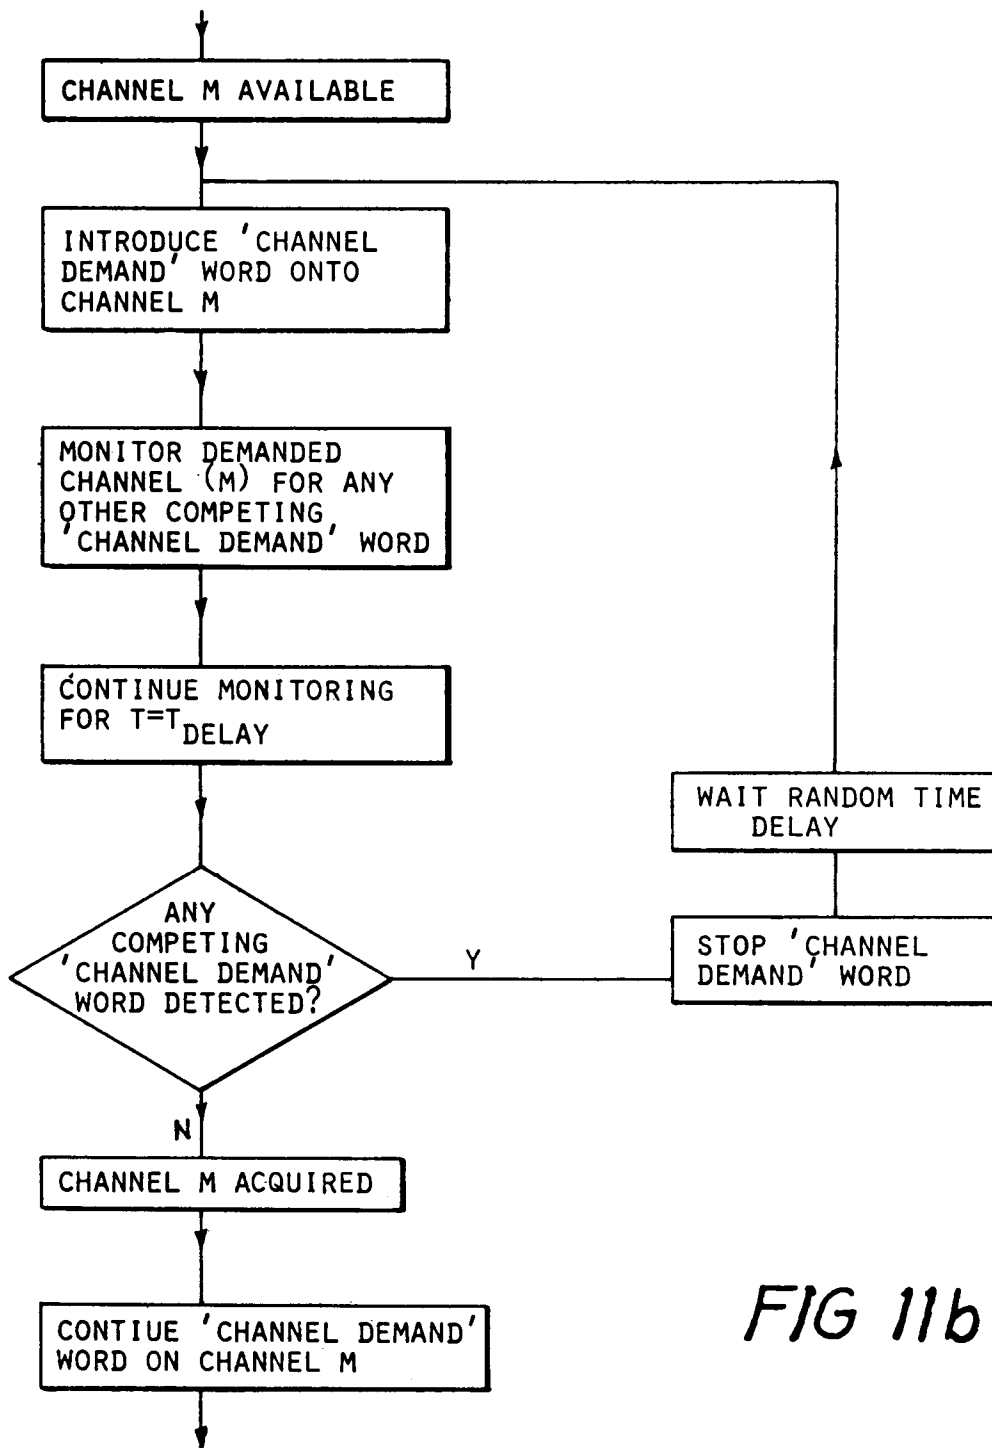 CHANNEL M AVAILABLE
INTRODUCE 'CHANNEL
DEMAND' WORD ONTO
CHANNEL M
MONITOR DEMANDED
CHANNEL (M) FOR ANY
OTHER COMPETING
'CHANNEL DEMAND' WORD
CONTINUE MONITORING
FOR T=T DELAY
ANY
COMPETING
'CHANNEL DEMAND'
WORD DETECTED?
Y
STOP 'CHANNEL
DEMAND' WORD
WAIT RANDOM TIME
DELAY
N
CHANNEL M ACQUIRED
CONTIUE 'CHANNEL DEMAND'
WORD ON CHANNEL M
FIG 11b